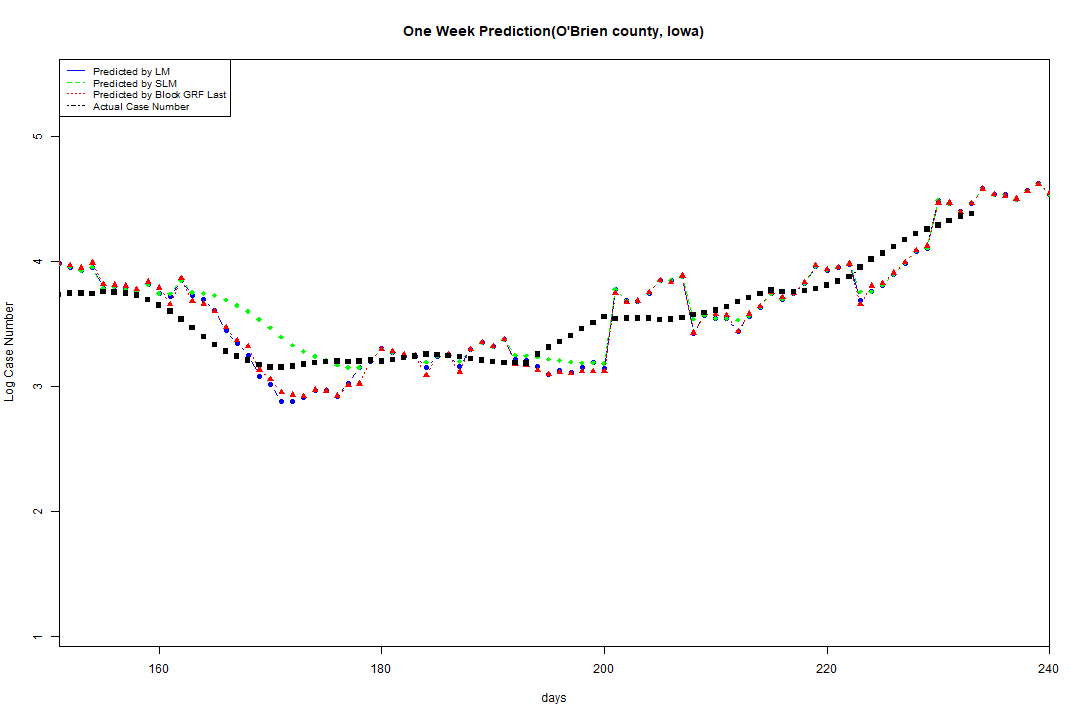 One Week Prediction(O'Brien county, Iowa)
Predicted by LM
Predicted by SLM
Predicted by Block GRF Last
Actual Case Number
5
4
3
2
1
Log Case Number
160 180 200 220 240
days